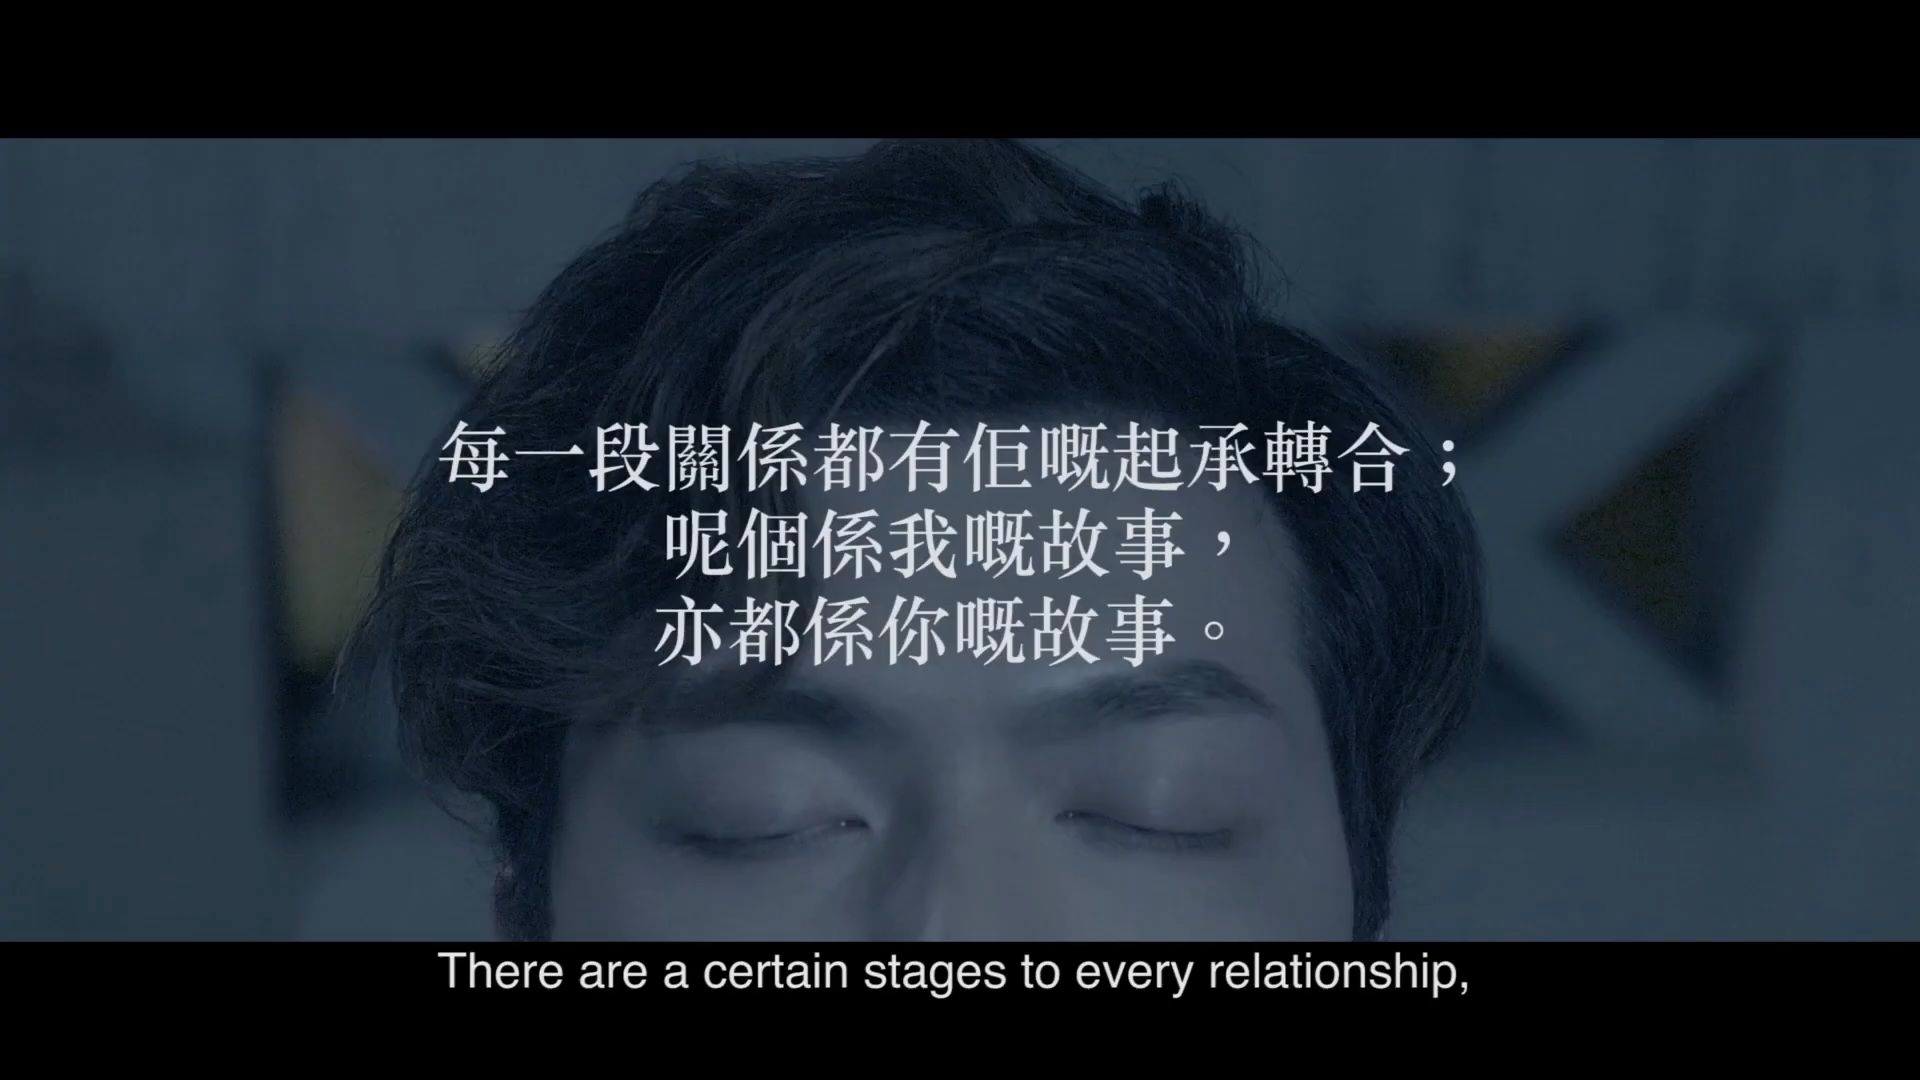 每一段關係都有佢嘅起承轉合；
呢個係我嘅故事，
亦都係你嘅故事。
There are a certain stages to every relationship,